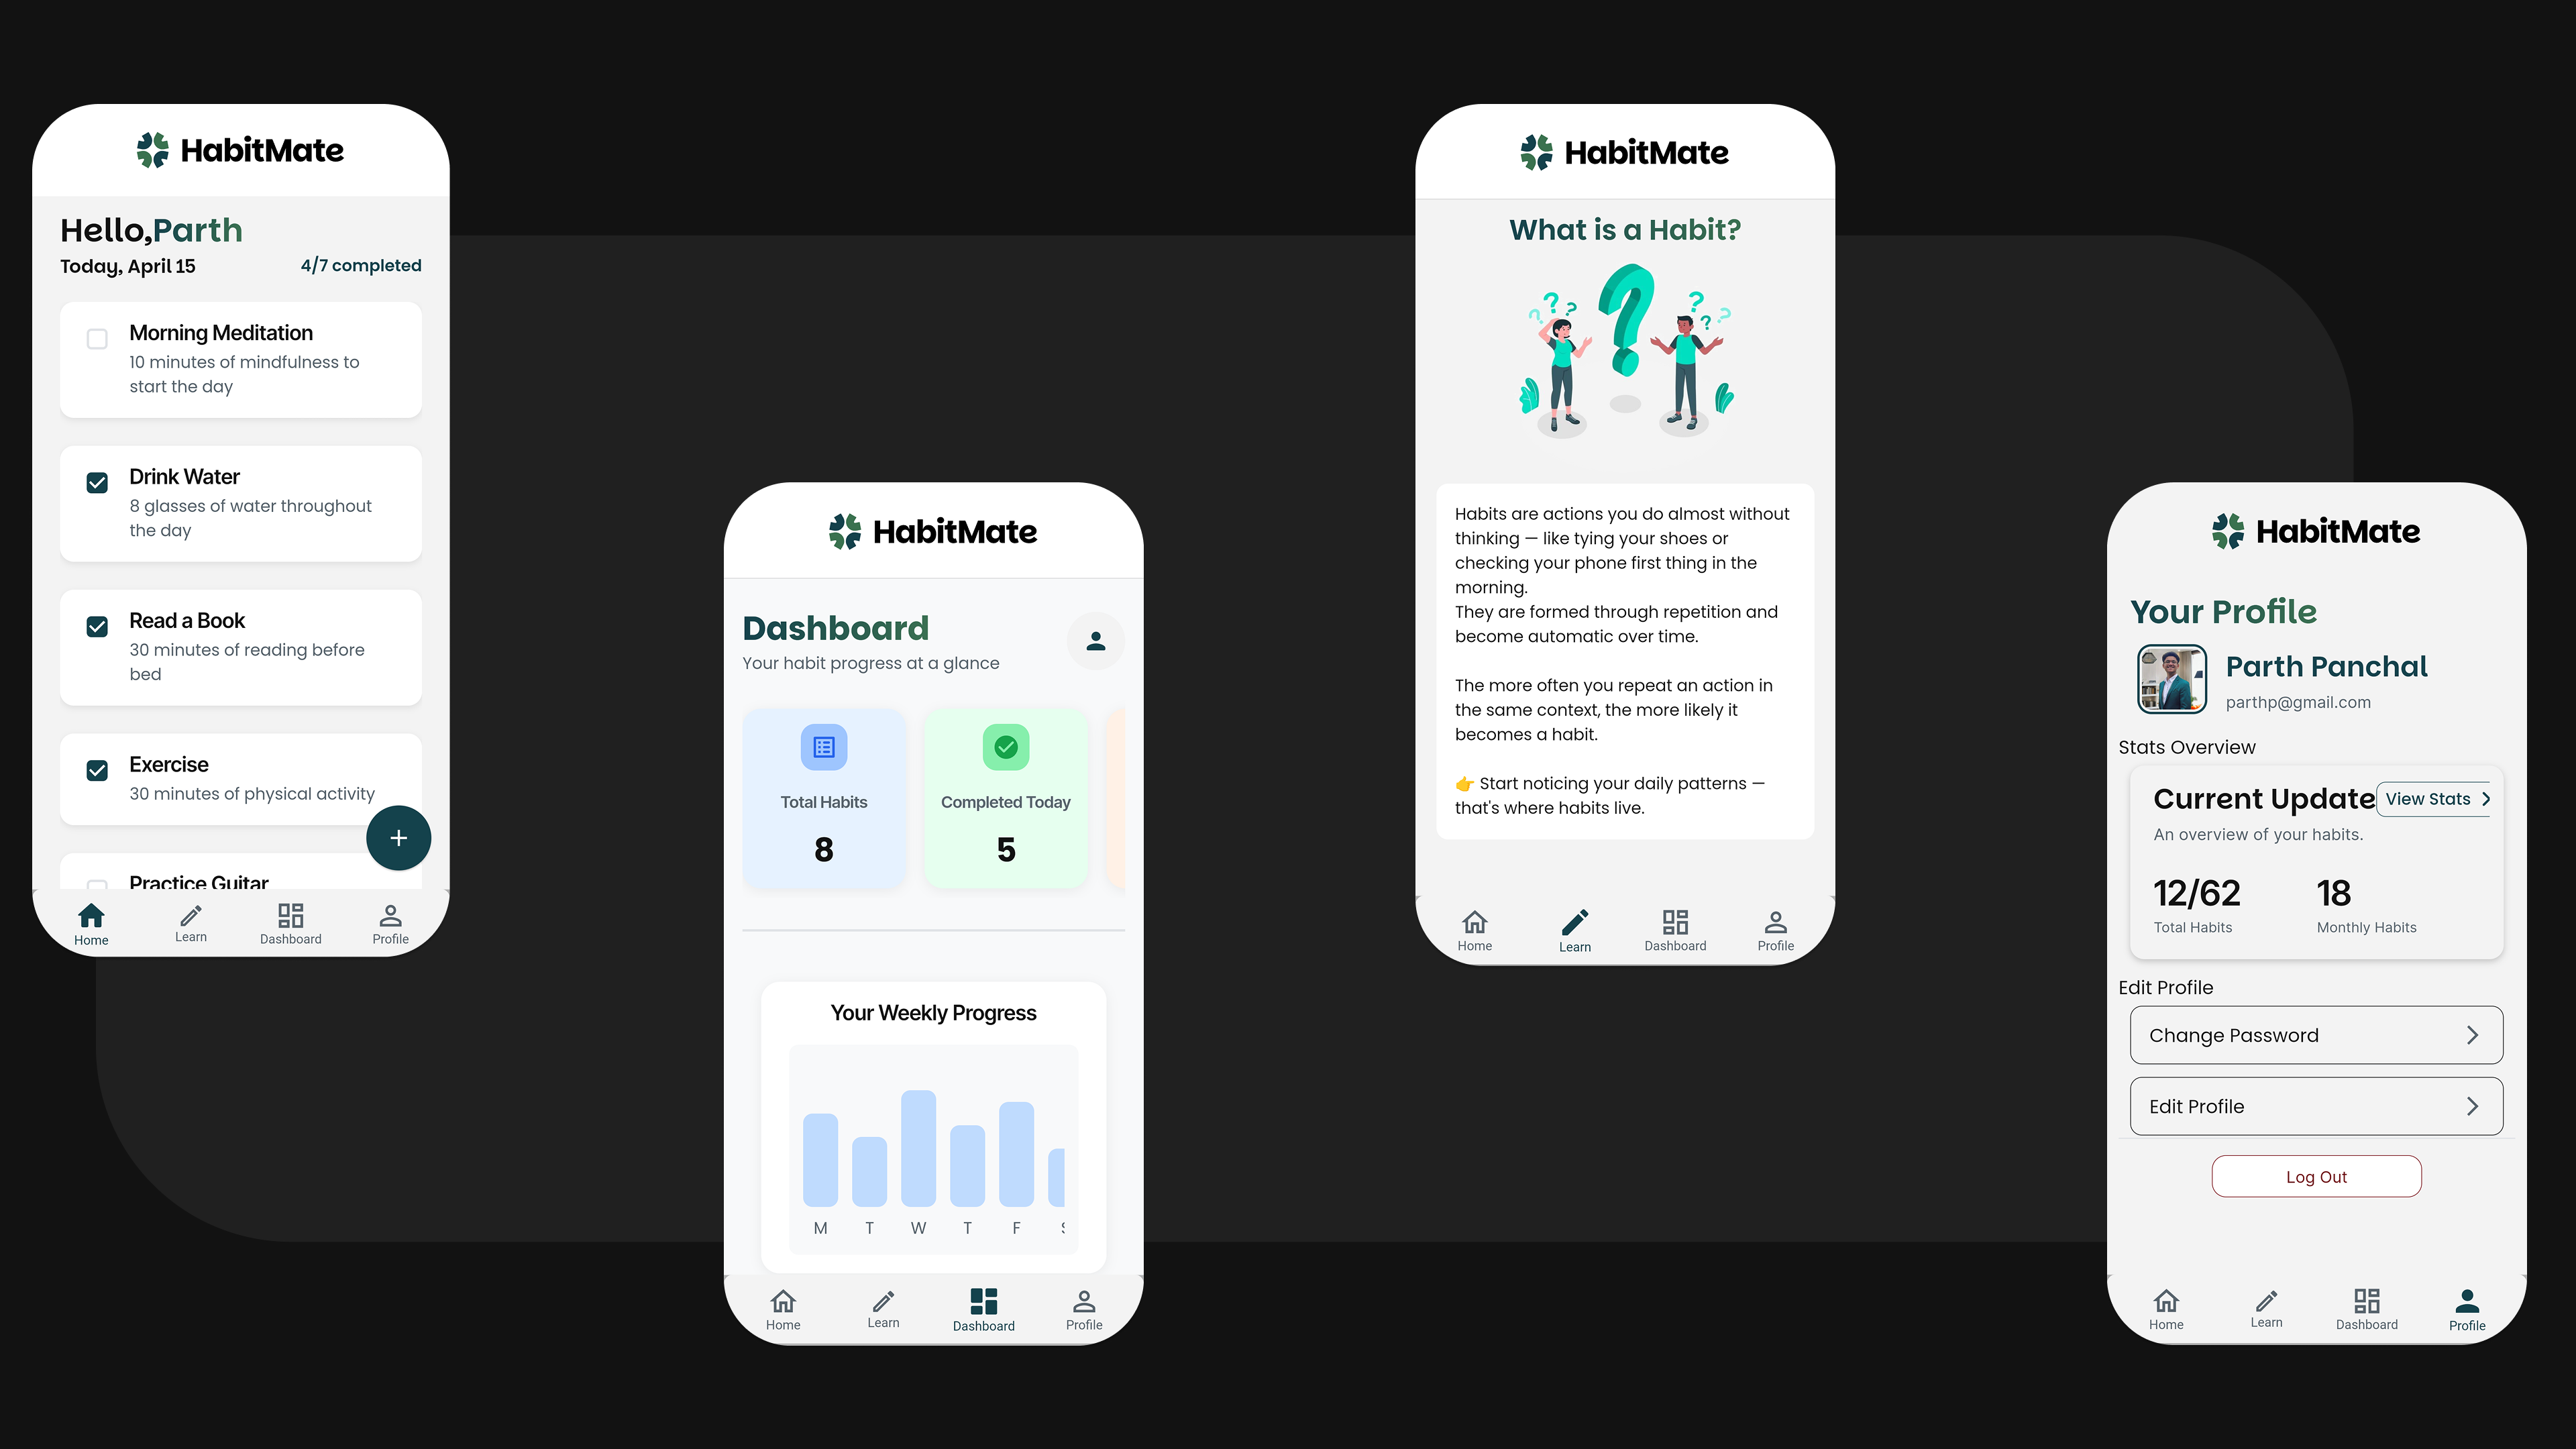 HabitMate
Hello,Parth
Today, April 15
4/7 completed
Morning Meditation
10 minutes of mindfulness to
start the day
Drink Water
8 glasses of water throughout
the day
Read a Book
30 minutes of reading before
bed
Exercise
30 minutes of physical activity
+
Practice Guitar
Home
Learn
Dashboard
Profile
HabitMate
Dashboard
Your habit progress at a glance
Total Habits
8
Completed Today
5
Your Weekly Progress
M T W T F
Home
Learn
Dashboard
Profile
HabitMate
What is a Habit?
? ? ? ? ? ? ?
Habits are actions you do almost without
thinking — like tying your shoes or
checking your phone first thing in the
morning.
They are formed through repetition and
become automatic over time.
The more often you repeat an action in
the same context, the more likely it
becomes a habit.
👉 Start noticing your daily patterns —
that's where habits live.
Home
Learn
Dashboard
Profile
HabitMate
Your Profile
Parth Panchal
parthp@gmail.com
Stats Overview
Current Update
View Stats
An overview of your habits.
12/62
Total Habits
18
Monthly Habits
Edit Profile
Change Password
Edit Profile
Log Out
Home
Learn
Dashboard
Profile